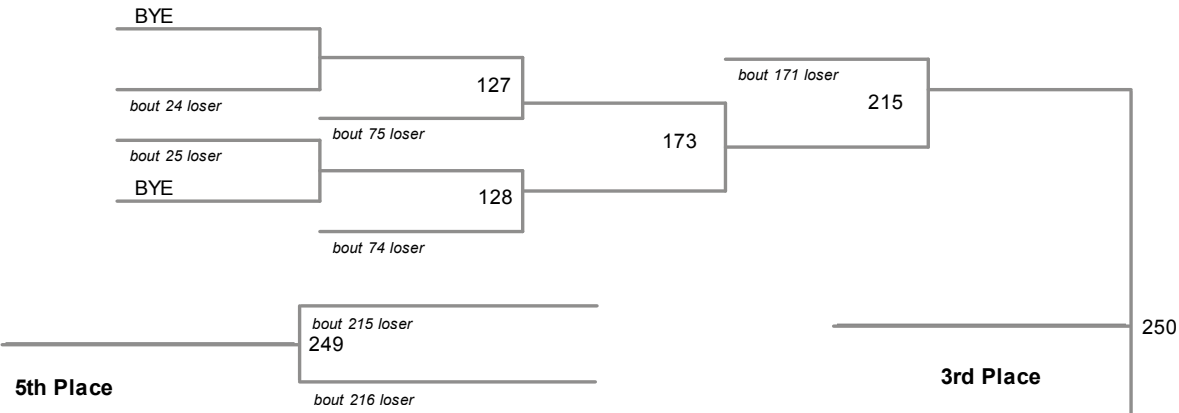 BYE
bout 24 loser
127
bout 75 loser
bout 25 loser
BYE
128
bout 74 loser
173
bout 171 loser
215
bout 215 loser
249
5th Place
bout 216 loser
250
3rd Place